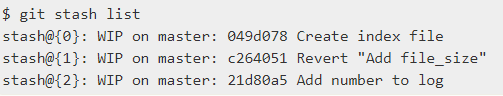 $ git stash list
stash@{0}: WIP on master: 049d078 Create index file
stash@{1}: WIP on master: c264051 Revert "Add file_size"
stash@{2}: WIP on master: 21d80a5 Add number to log